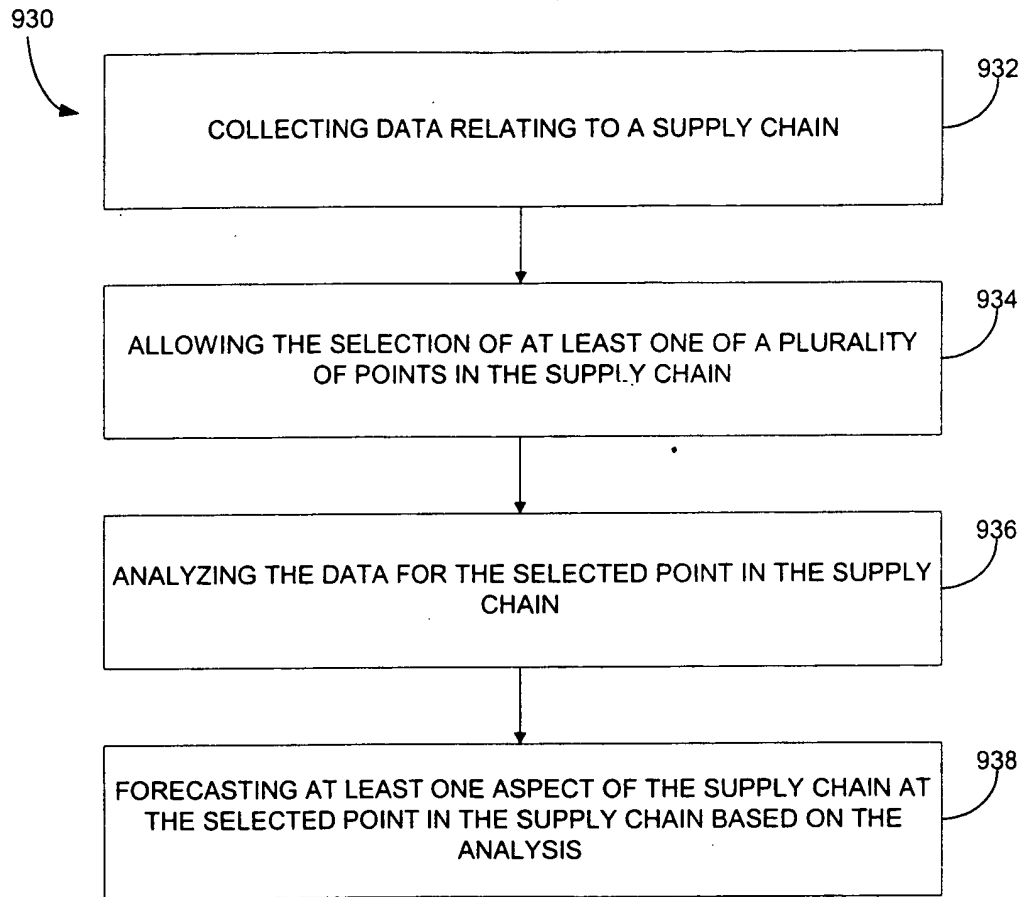 930
932
COLLECTING DATA RELATING TO A SUPPLY CHAIN
934
ALLOWING THE SELECTION OF AT LEAST ONE OF A PLURALITY
OF POINTS IN THE SUPPLY CHAIN
936
ANALYZING THE DATA FOR THE SELECTED POINT IN THE SUPPLY
CHAIN
938
FORECASTING AT LEAST ONE ASPECT OF THE SUPPLY CHAIN AT
THE SELECTED POINT IN THE SUPPLY CHAIN BASED ON THE
ANALYSIS